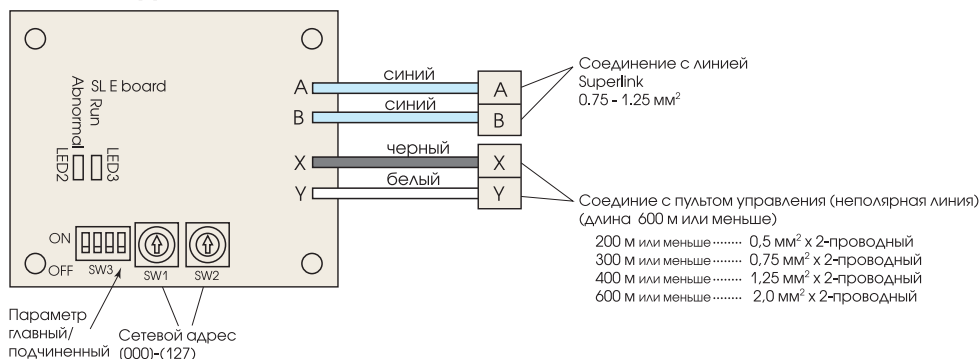 SL E board
Run
Abnormal
LED2
LED3
ON
OFF
SW3
SW1
SW2
A
B
X
Y
синий
синий
черный
белый
A
B
X
Y
Соединение с линией
Superlink
0.75 - 1.25 мм²
Соединие с пультом управления (неполярная линия)
(длина 600 м или меньше)
200 м или меньше ........ 0,5 мм² х 2-проводный
300 м или меньше ........ 0,75 мм² х 2-проводный
400 м или меньше ........ 1,25 мм² х 2-проводный
600 м или меньше ........ 2,0 мм² х 2-проводный
Параметр
главный/
подчиненный
Сетевой адрес
(000)-(127)